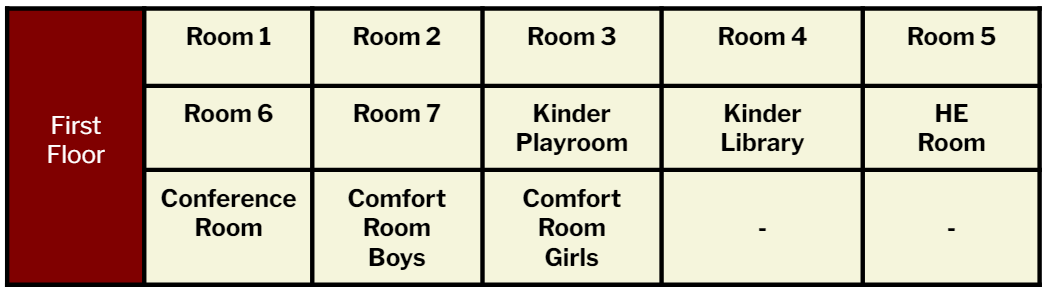 First
Floor
Room 1
Room 2
Room 3
Room 4
Room 5
Room 6
Room 7
Kinder
Playroom
Kinder
Library
HE
Room
Conference
Room
Comfort
Room
Boys
Comfort
Room
Girls
-
-